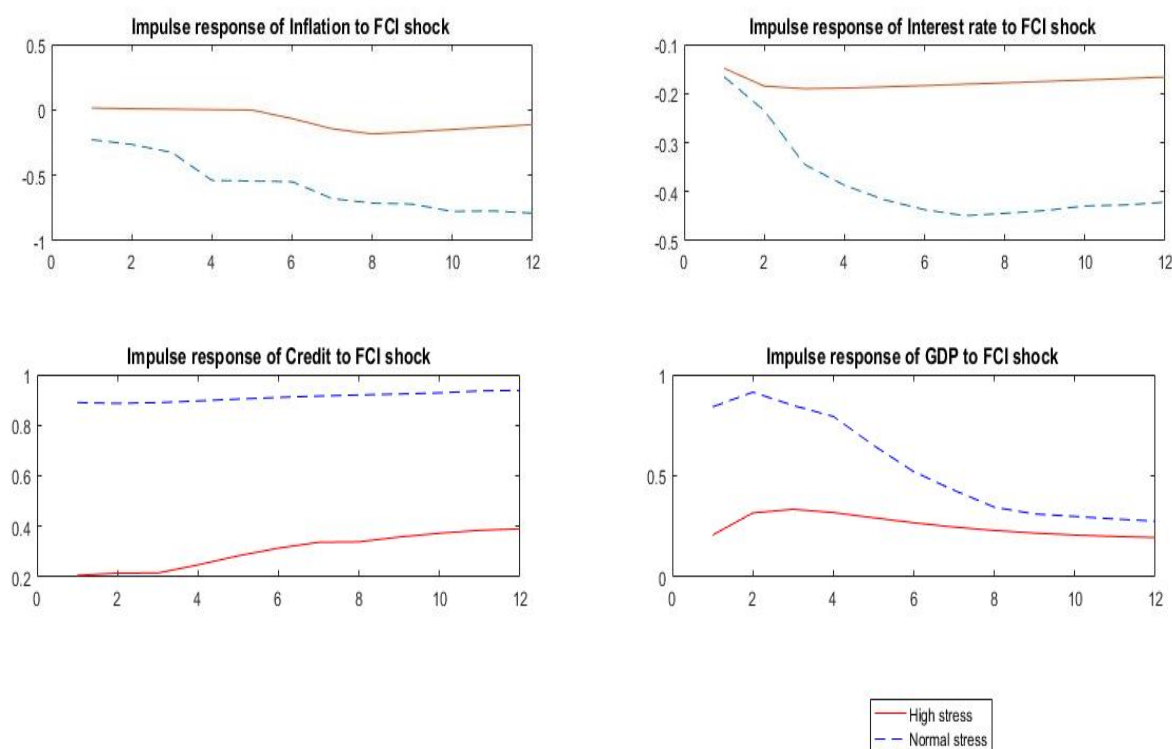 Impulse response of Inflation to FCI shock
0.5
0
-0.5
-1
0 2 4 6 8 10 12
Impulse response of Interest rate to FCI shock
-0.1
-0.2
-0.3
-0.4
-0.5
0 2 4 6 8 10 12
Impulse response of Credit to FCI shock
1
0.8
0.6
0.4
0.2
0 2 4 6 8 10 12
Impulse response of GDP to FCI shock
1
0.5
0
0 2 4 6 8 10 12
High stress
Normal stress